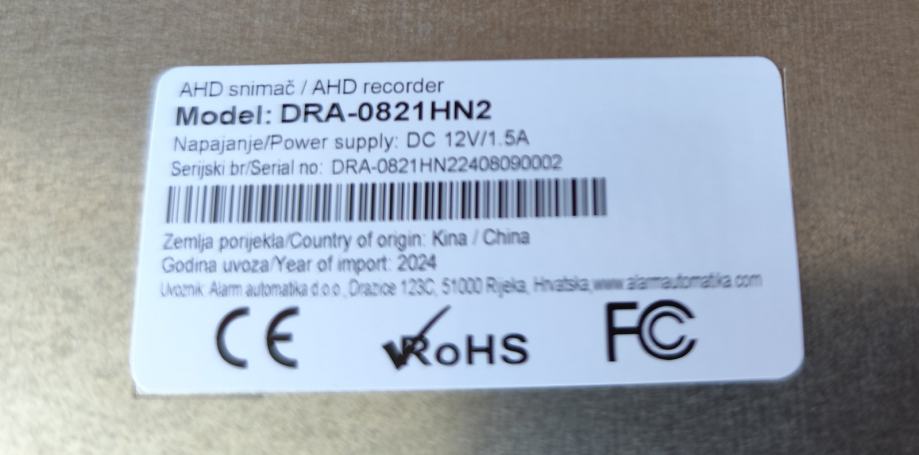 AHD snimač / AHD recorder
Model: DRA-0821HN2
Napajanje/Power supply: DC 12V/1.5A
Serijski br/Serial no: DRA-0821HN22408090002
Zemlja porijekla/Country of origin: Kina / China
Godina uvoza/Year of import: 2024
Uvoznik: Alarm automatika d.o.o., Dražice 123C, 51000 Rijeka, Hrvatska, www.alarmautomatika.com
CE RoHS FC